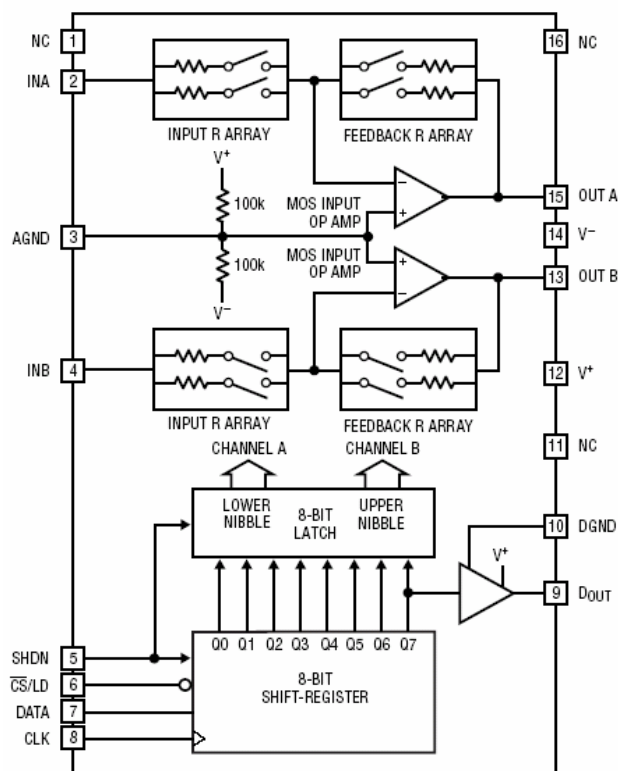 NC 1
16 NC
INA 2
INPUT R ARRAY
FEEDBACK R ARRAY
V+
100k
MOS INPUT
OP AMP
−
+
15 OUT A
AGND 3
14 V−
100k
MOS INPUT
OP AMP
+
−
13 OUT B
V−
INB 4
12 V+
INPUT R ARRAY
FEEDBACK R ARRAY
11 NC
CHANNEL A
CHANNEL B
LOWER
NIBBLE
8-BIT
LATCH
UPPER
NIBBLE
10 DGND
V+
9 DOUT
Q0 Q1 Q2 Q3 Q4 Q5 Q6 Q7
SHDN 5
8-BIT
SHIFT-REGISTER
CS/LD 6
DATA 7
CLK 8